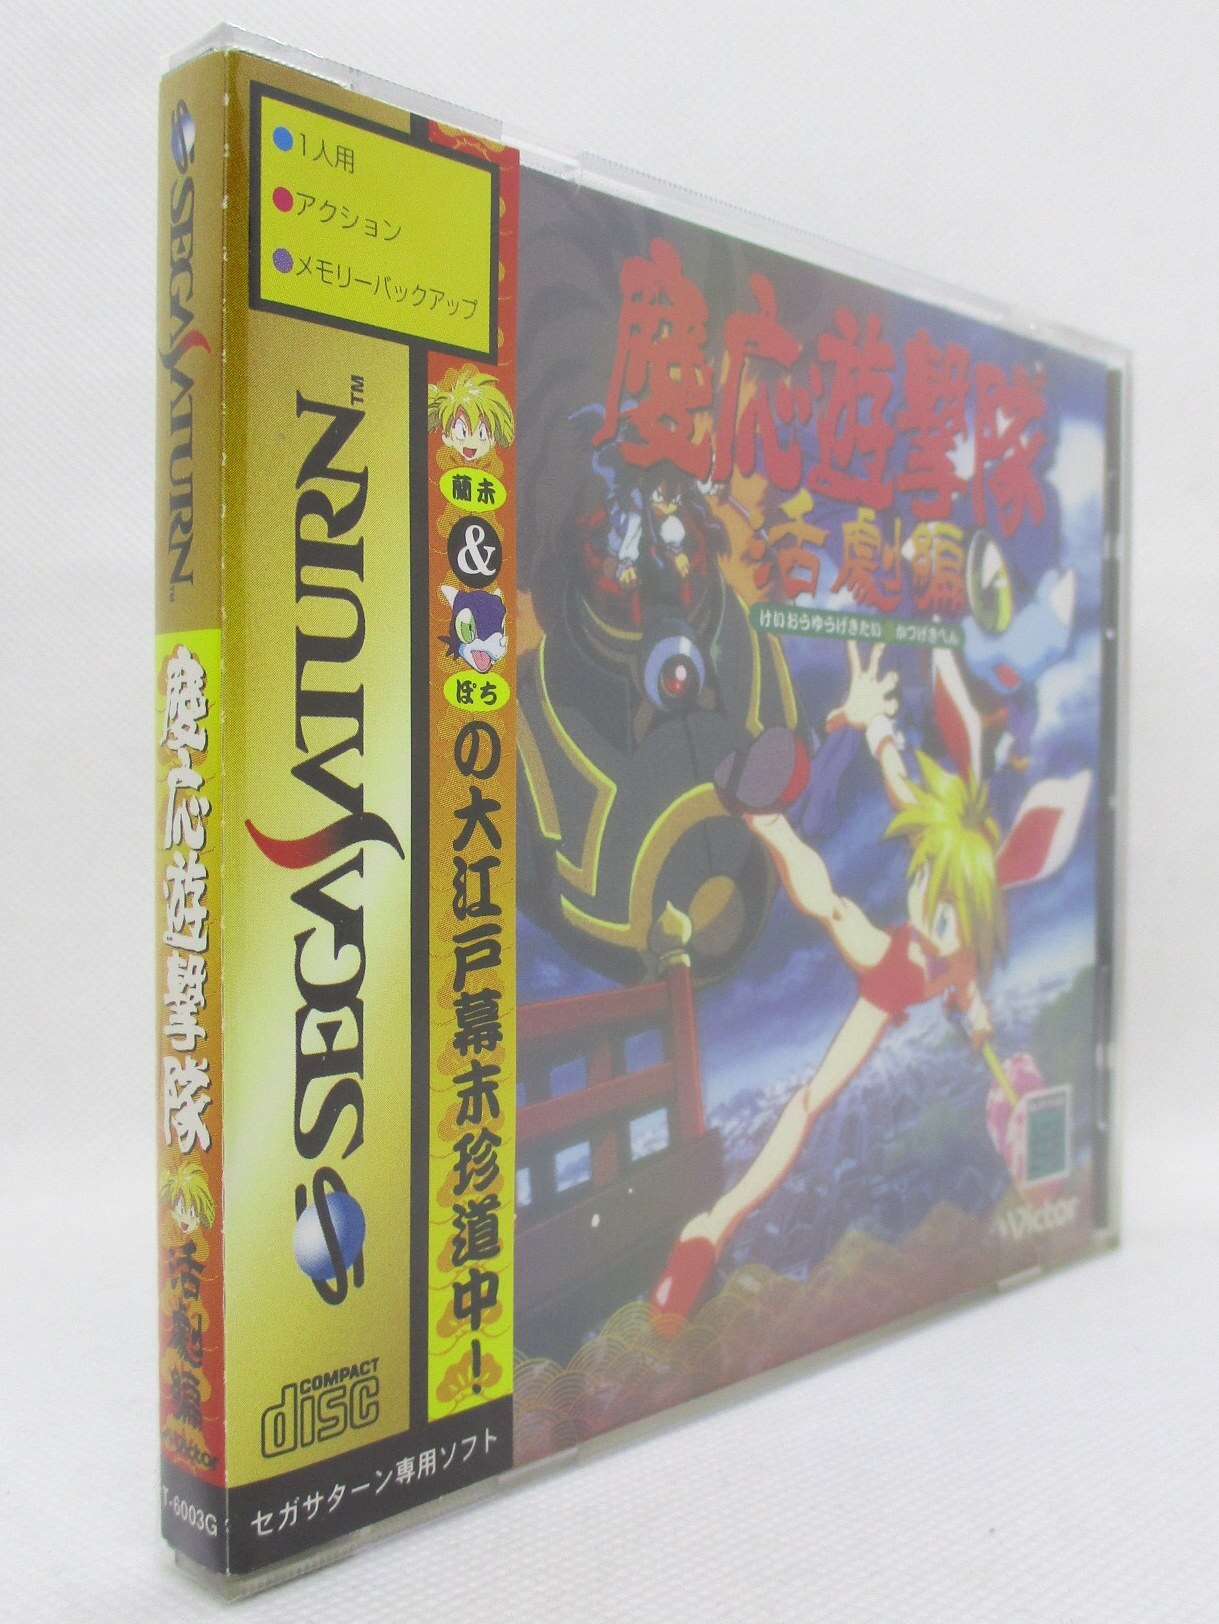 SEGA SATURN™
慶応遊撃隊
活劇編
Victor
T-6003G
1人用
アクション
メモリーバックアップ
SEGA SATURN™
COMPACT
disc
セガサターン専用ソフト
蘭未
&
ぽち
の大江戸幕末珍道中!
慶応遊撃隊
活劇編
けいおうゆうげきたい かつげきへん
Victor